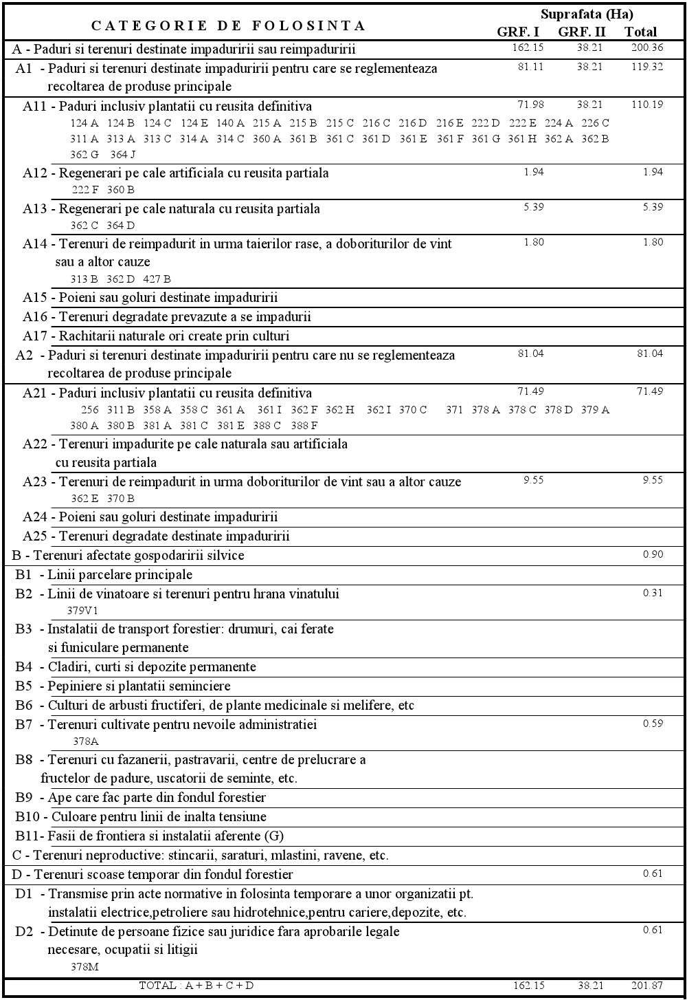 Suprafata (Ha)
C A T E G O R I E   D E   F O L O S I N T A
GRF. I GRF. II Total
A - Paduri si terenuri destinate impaduririi sau reimpaduririi 162.15 38.21 200.36
A1 - Paduri si terenuri destinate impaduririi pentru care se reglementeaza 81.11 38.21 119.32
recoltarea de produse principale
A11 - Paduri inclusiv plantatii cu reusita definitiva 71.98 38.21 110.19
124 A 124 B 124 C 124 E 140 A 215 A 215 B 215 C 216 C 216 D 216 E 222 D 222 E 224 A 226 C
311 A 313 A 313 C 314 A 314 C 360 A 361 B 361 C 361 D 361 E 361 F 361 G 361 H 362 A 362 B
362 G 364 J
A12 - Regenerari pe cale artificiala cu reusita partiala 1.94 1.94
222 F 360 B
A13 - Regenerari pe cale naturala cu reusita partiala 5.39 5.39
362 C 364 D
A14 - Terenuri de reimpadurit in urma taierilor rase, a doboriturilor de vint 1.80 1.80
sau a altor cauze
313 B 362 D 427 B
A15 - Poieni sau goluri destinate impaduririi
A16 - Terenuri degradate prevazute a se impadurii
A17 - Rachitarii naturale ori create prin culturi
A2 - Paduri si terenuri destinate impaduririi pentru care nu se reglementeaza 81.04 81.04
recoltarea de produse principale
A21 - Paduri inclusiv plantatii cu reusita definitiva 71.49 71.49
256 311 B 358 A 358 C 361 A 361 I 362 F 362 H 362 I 370 C 371 378 A 378 C 378 D 379 A
380 A 380 B 381 A 381 C 381 E 388 C 388 F
A22 - Terenuri impadurite pe cale naturala sau artificiala
cu reusita partiala
A23 - Terenuri de reimpadurit in urma doboriturilor de vint sau a altor cauze 9.55 9.55
362 E 370 B
A24 - Poieni sau goluri destinate impaduririi
A25 - Terenuri degradate destinate impaduririi
B - Terenuri afectate gospodaririi silvice 0.90
B1 - Linii parcelare principale
B2 - Linii de vinatoare si terenuri pentru hrana vinatului 0.31
379V1
B3 - Instalatii de transport forestier: drumuri, cai ferate
si funiculare permanente
B4 - Cladiri, curti si depozite permanente
B5 - Pepiniere si plantatii seminciere
B6 - Culturi de arbusti fructiferi, de plante medicinale si melifere, etc
B7 - Terenuri cultivate pentru nevoile administratiei 0.59
378A
B8 - Terenuri cu fazanerii, pastravarii, centre de prelucrare a
fructelor de padure, uscatorii de seminte, etc.
B9 - Ape care fac parte din fondul forestier
B10 - Culoare pentru linii de inalta tensiune
B11- Fasii de frontiera si instalatii aferente (G)
C - Terenuri neproductive: stincarii, saraturi, mlastini, ravene, etc.
D - Terenuri scoase temporar din fondul forestier 0.61
D1 - Transmise prin acte normative in folosinta temporare a unor organizatii pt.
instalatii electrice,petroliere sau hidrotehnice,pentru cariere,depozite, etc.
D2 - Detinute de persoane fizice sau juridice fara aprobarile legale 0.61
necesare, ocupatii si litigii
378M
TOTAL : A + B + C + D 162.15 38.21 201.87